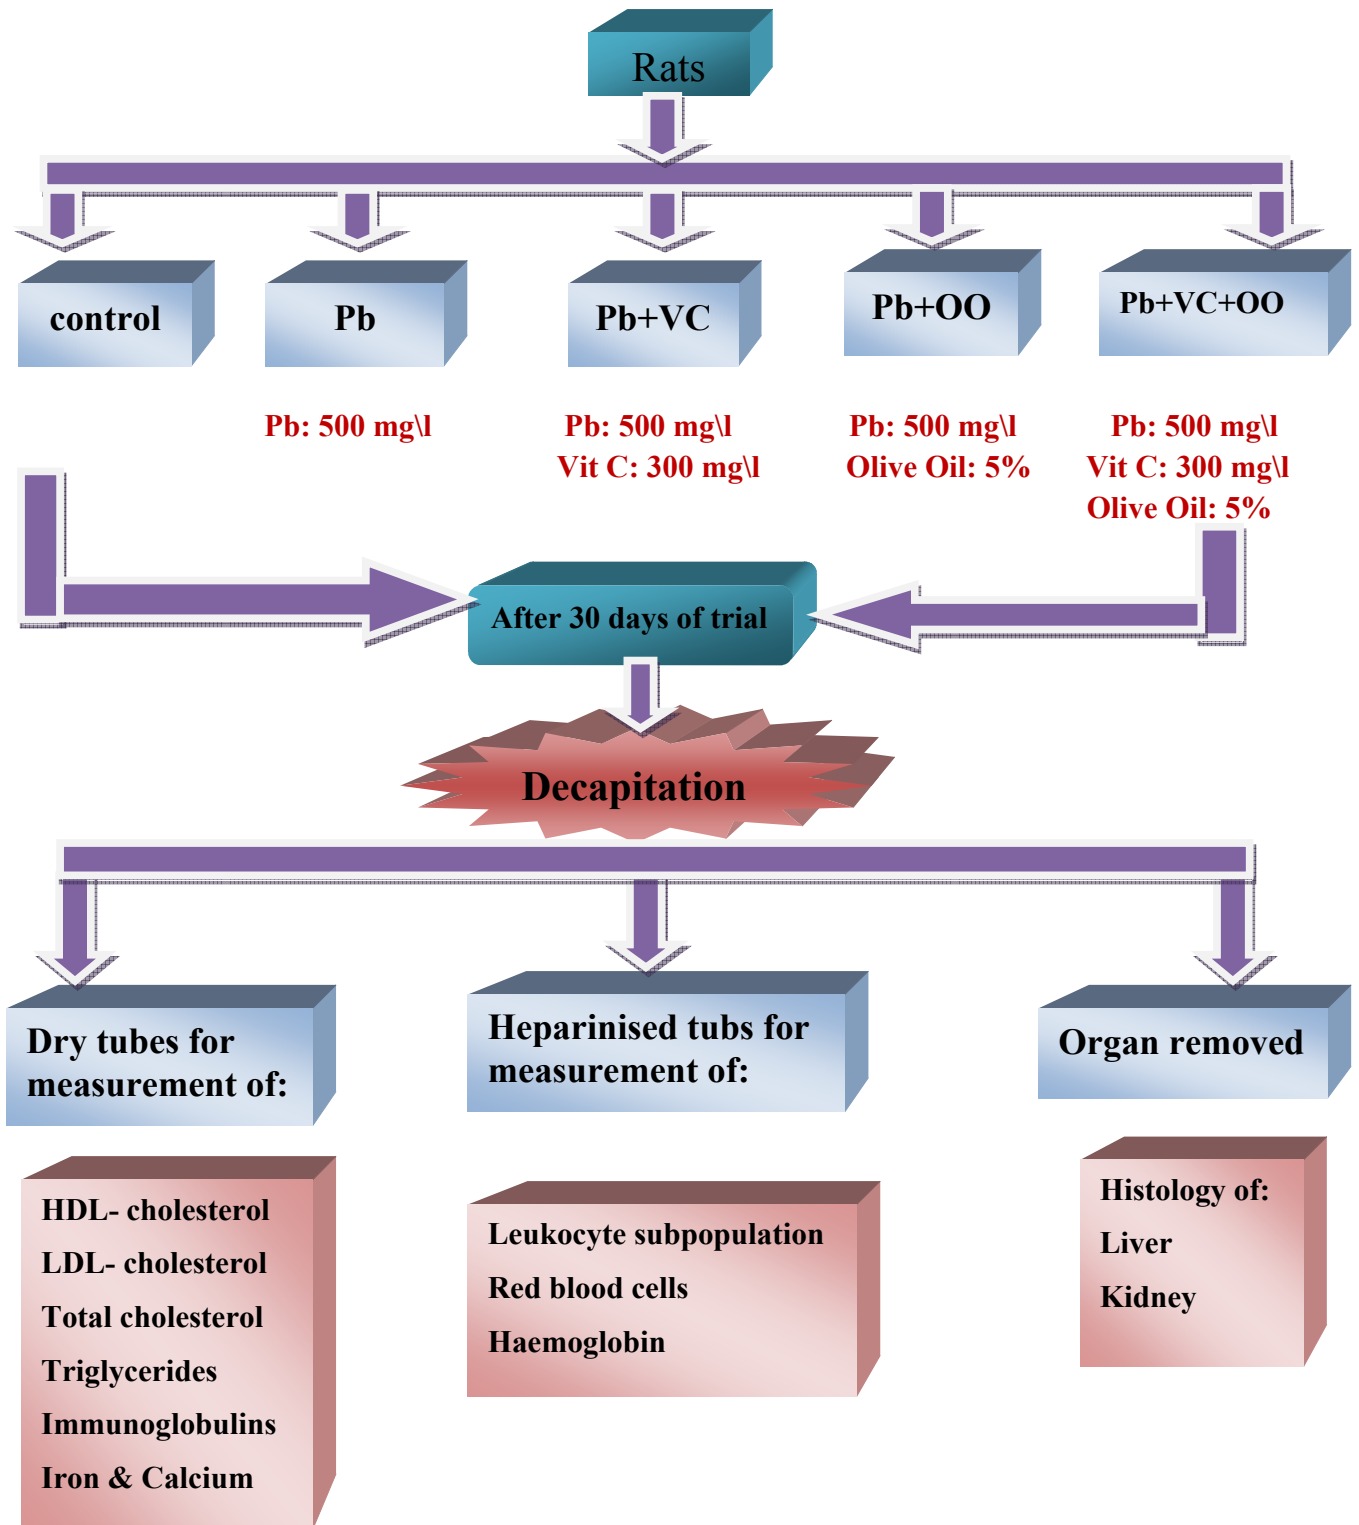 Rats
control
Pb
Pb+VC
Pb+OO
Pb+VC+OO
Pb: 500 mg\l
Pb: 500 mg\l
Vit C: 300 mg\l
Pb: 500 mg\l
Olive Oil: 5%
Pb: 500 mg\l
Vit C: 300 mg\l
Olive Oil: 5%
After 30 days of trial
Decapitation
Dry tubes for
measurement of:
Heparinised tubs for
measurement of:
Organ removed
HDL- cholesterol
LDL- cholesterol
Total cholesterol
Triglycerides
Immunoglobulins
Iron & Calcium
Leukocyte subpopulation
Red blood cells
Haemoglobin
Histology of:
Liver
Kidney